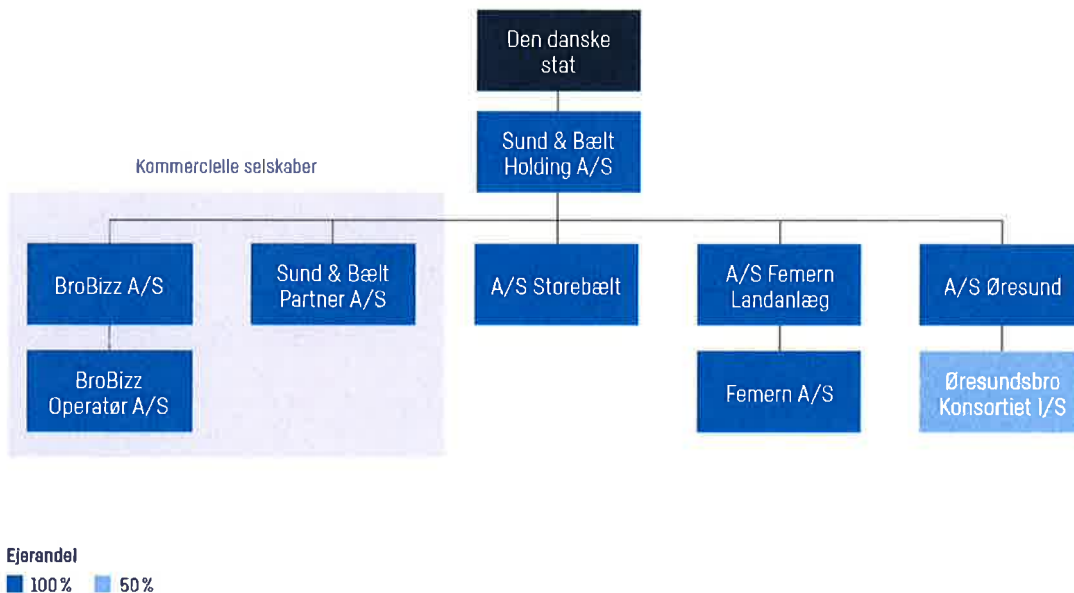 Den danske
stat
Sund & Bælt
Holding A/S
Kommercielle selskaber
BroBizz A/S
Sund & Bælt
Partner A/S
A/S Storebælt
A/S Femern
Landanlæg
A/S Øresund
BroBizz
Operatør A/S
Femern A/S
Øresundsbro
Konsortiet I/S
Ejerandel
100 %
50 %